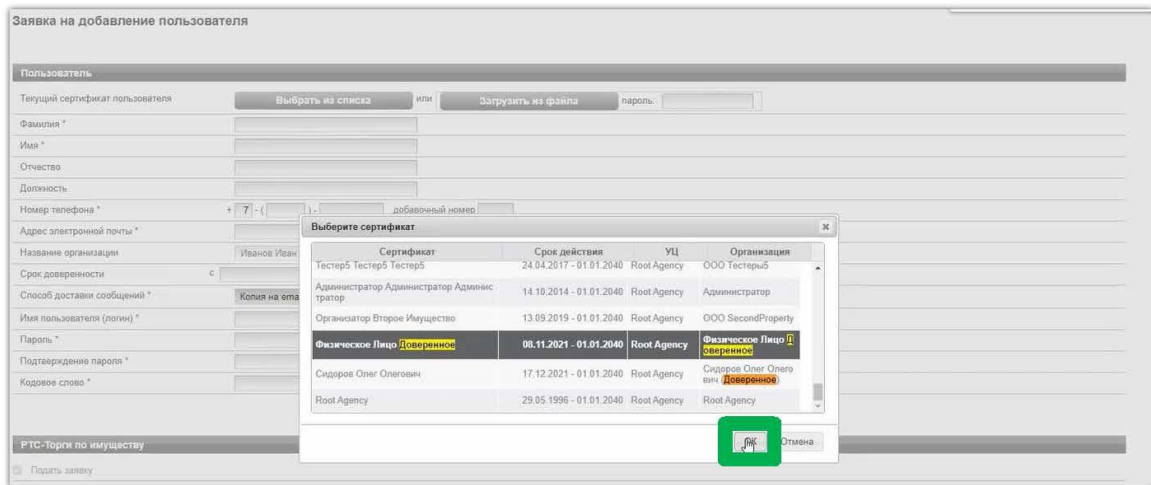 Заявка на добавление пользователя
Пользователь
Текущий сертификат пользователя Выбрать из списка или Загрузить из файла пароль:
Фамилия *
Имя *
Отчество
Должность
Номер телефона * + 7 - ( ) - добавочный номер
Адрес электронной почты *
Название организации Иванов Иван
Срок доверенности с
Способ доставки сообщений * Копия на ema
Имя пользователя (логин) *
Пароль *
Подтверждение пароля *
Кодовое слово *
РТС-Торги по имуществу
Подать заявку
Выберите сертификат
Сертификат Срок действия УЦ Организация
Тестер5 Тестер5 Тестер5 24.04.2017 - 01.01.2040 Root Agency ООО Тестеры5
Администратор Администратор Админис
тратор 14.10.2014 - 01.01.2040 Root Agency Администратор
Организатор Второе Имущество 13.09.2019 - 01.01.2040 Root Agency ООО SecondProperty
Физическое Лицо Доверенное 08.11.2021 - 01.01.2040 Root Agency Физическое Лицо Д
оверенное
Сидоров Олег Олегович 17.12.2021 - 01.01.2040 Root Agency Сидоров Олег Олего
вич (Доверенное)
Root Agency 29.05.1996 - 01.01.2040 Root Agency Root Agency
Отмена